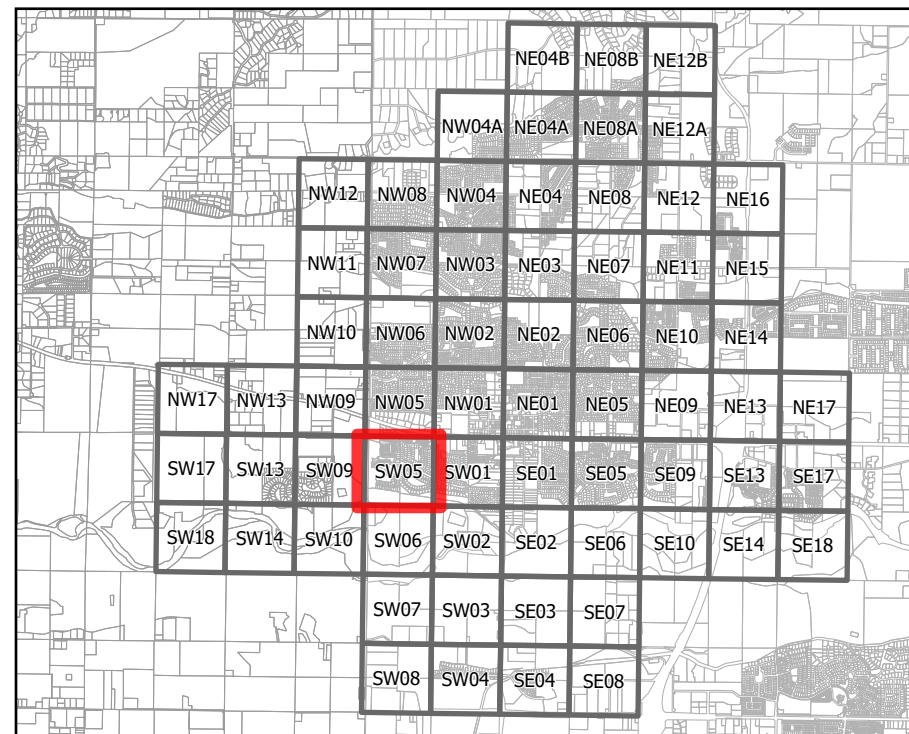 NE04B NE08B NE12B
NW04A NE04A NE08A NE12A
NW12 NW08 NW04 NE04 NE08 NE12 NE16
NW11 NW07 NW03 NE03 NE07 NE11 NE15
NW10 NW06 NW02 NE02 NE06 NE10 NE14
NW17 NW13 NW09 NW05 NW01 NE01 NE05 NE09 NE13 NE17
SW17 SW13 SW09 SW05 SW01 SE01 SE05 SE09 SE13 SE17
SW18 SW14 SW10 SW06 SW02 SE02 SE06 SE10 SE14 SE18
SW07 SW03 SE03 SE07
SW08 SW04 SE04 SE08